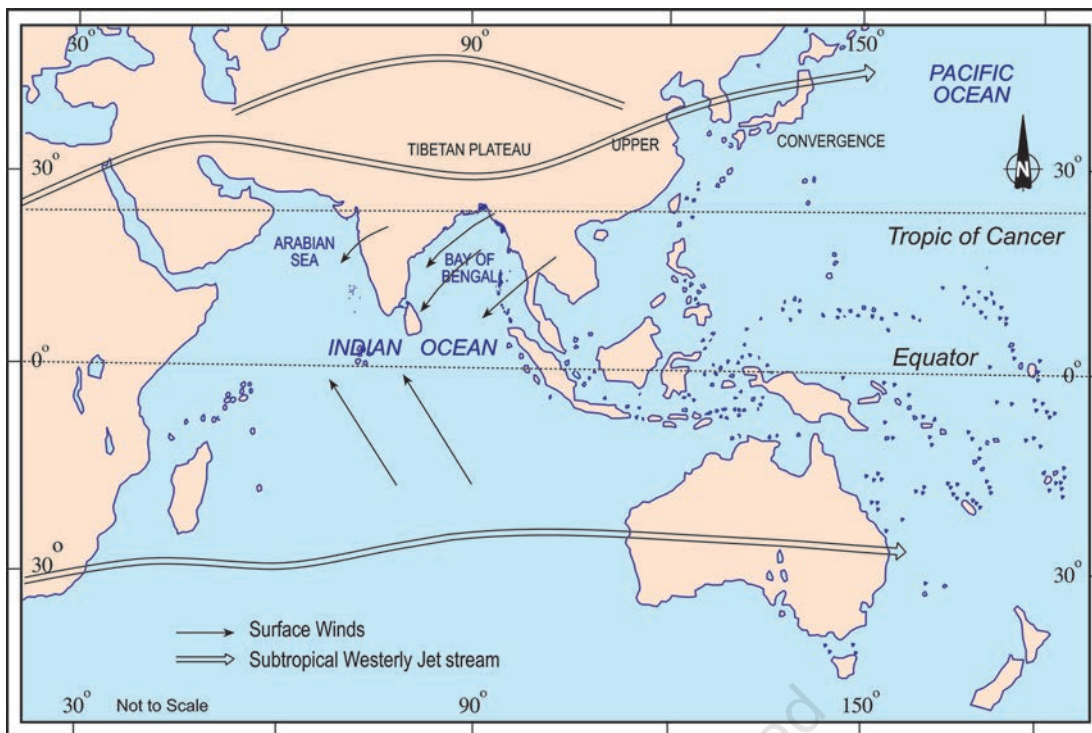 30° 90° 150°
PACIFIC
OCEAN
TIBETAN PLATEAU UPPER CONVERGENCE
N
30° 30°
ARABIAN
SEA
BAY OF
BENGAL
Tropic of Cancer
INDIAN OCEAN
Equator
0° 0°
30° 30°
Surface Winds
Subtropical Westerly Jet stream
30° Not to Scale 90° 150°